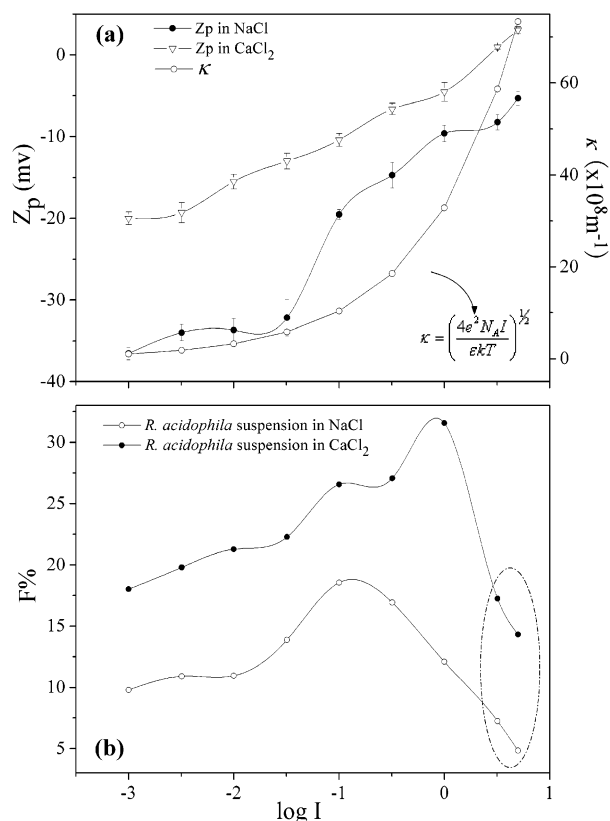 (a)
Zp in NaCl
Zp in CaCl2
κ
0
-10
-20
-30
-40
Zp (mv)
60
40
20
0
κ (x10⁸m⁻¹)
κ = (4e²N_A I / εkT)^½
(b)
R. acidophila suspension in NaCl
R. acidophila suspension in CaCl2
30
25
20
15
10
5
F%
-3 -2 -1 0 1
log I